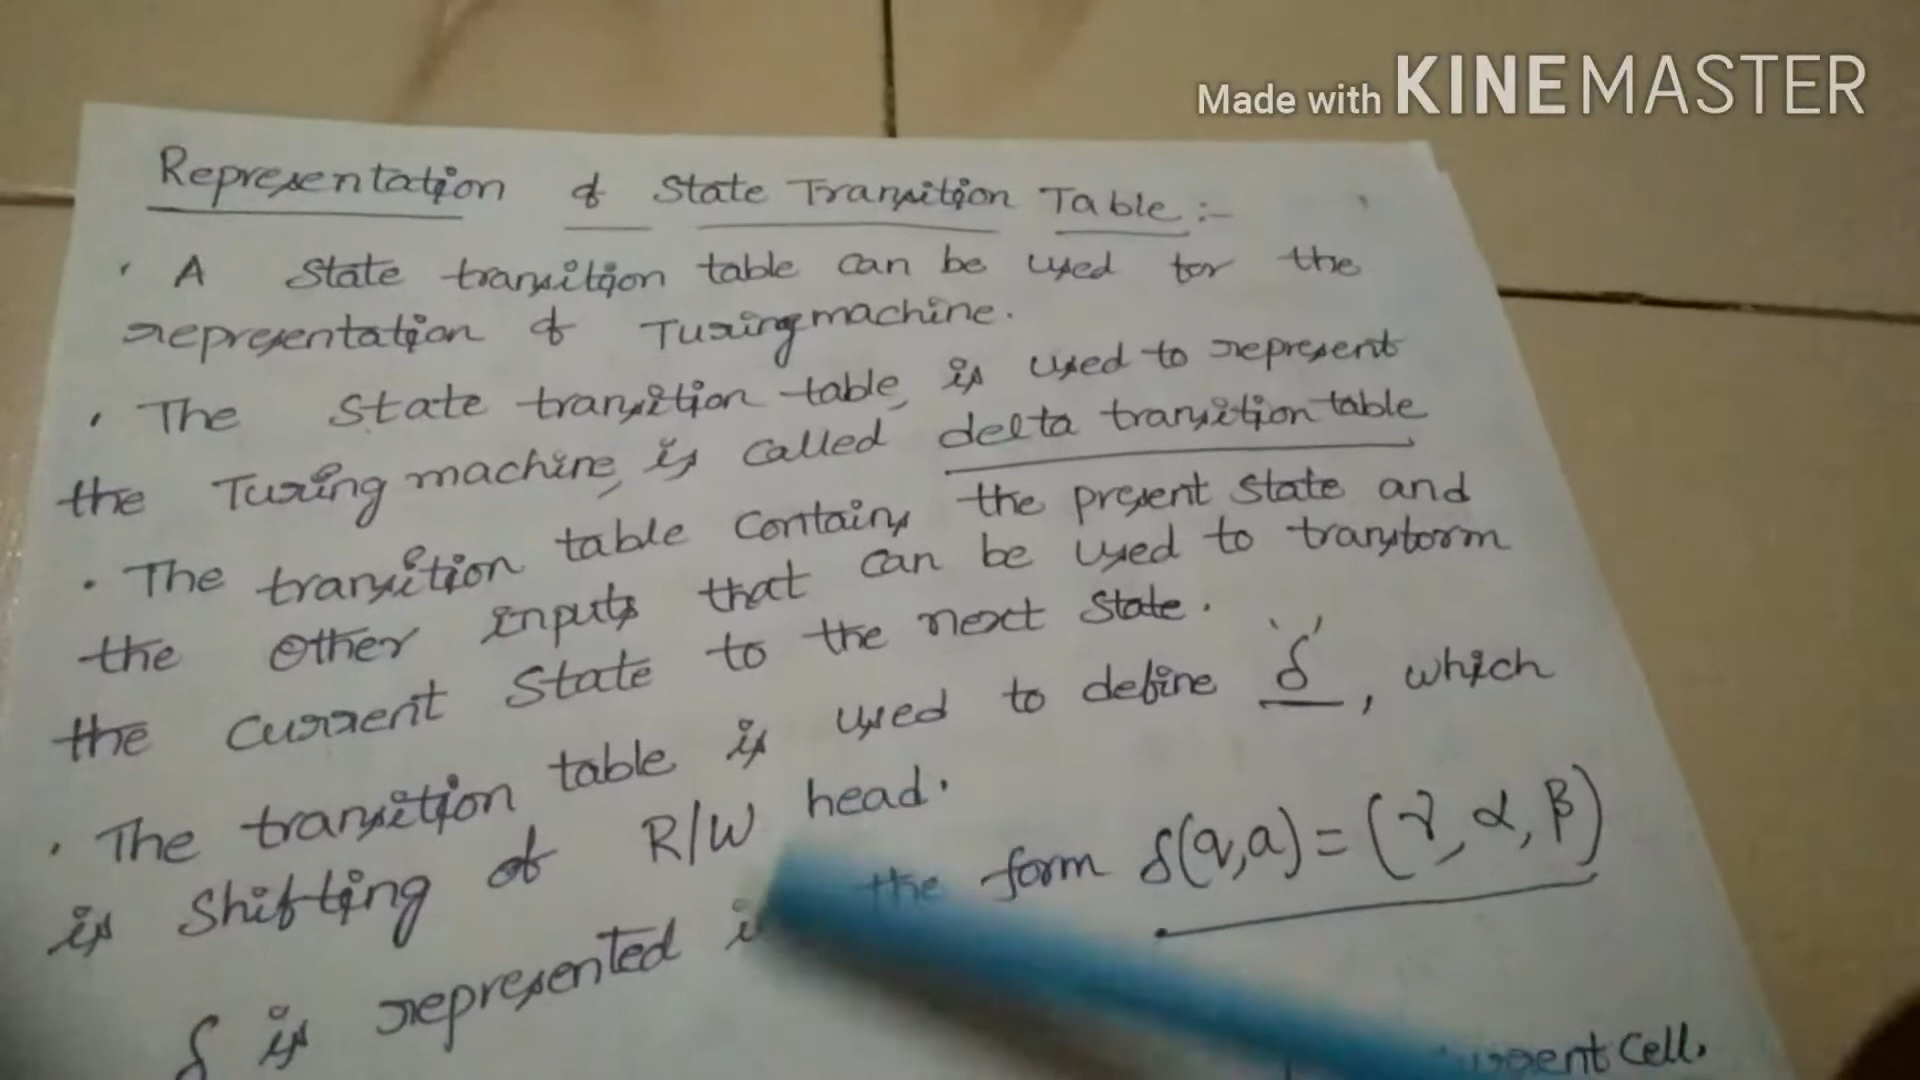 Made with KINEMASTER
Representation of State Transition Table :-
· A State transition table can be used for the
representation of Turing machine.
· The State transition table, is used to represent
the Turing machine, is called delta transition table
· The transition table contains the present state and
the other inputs that can be used to transform
the current state to the next state.
· The transition table is used to define 'δ', which
is shifting of R/W head.
δ is represented the form δ(q,a) = (γ, α, β)
Cell.